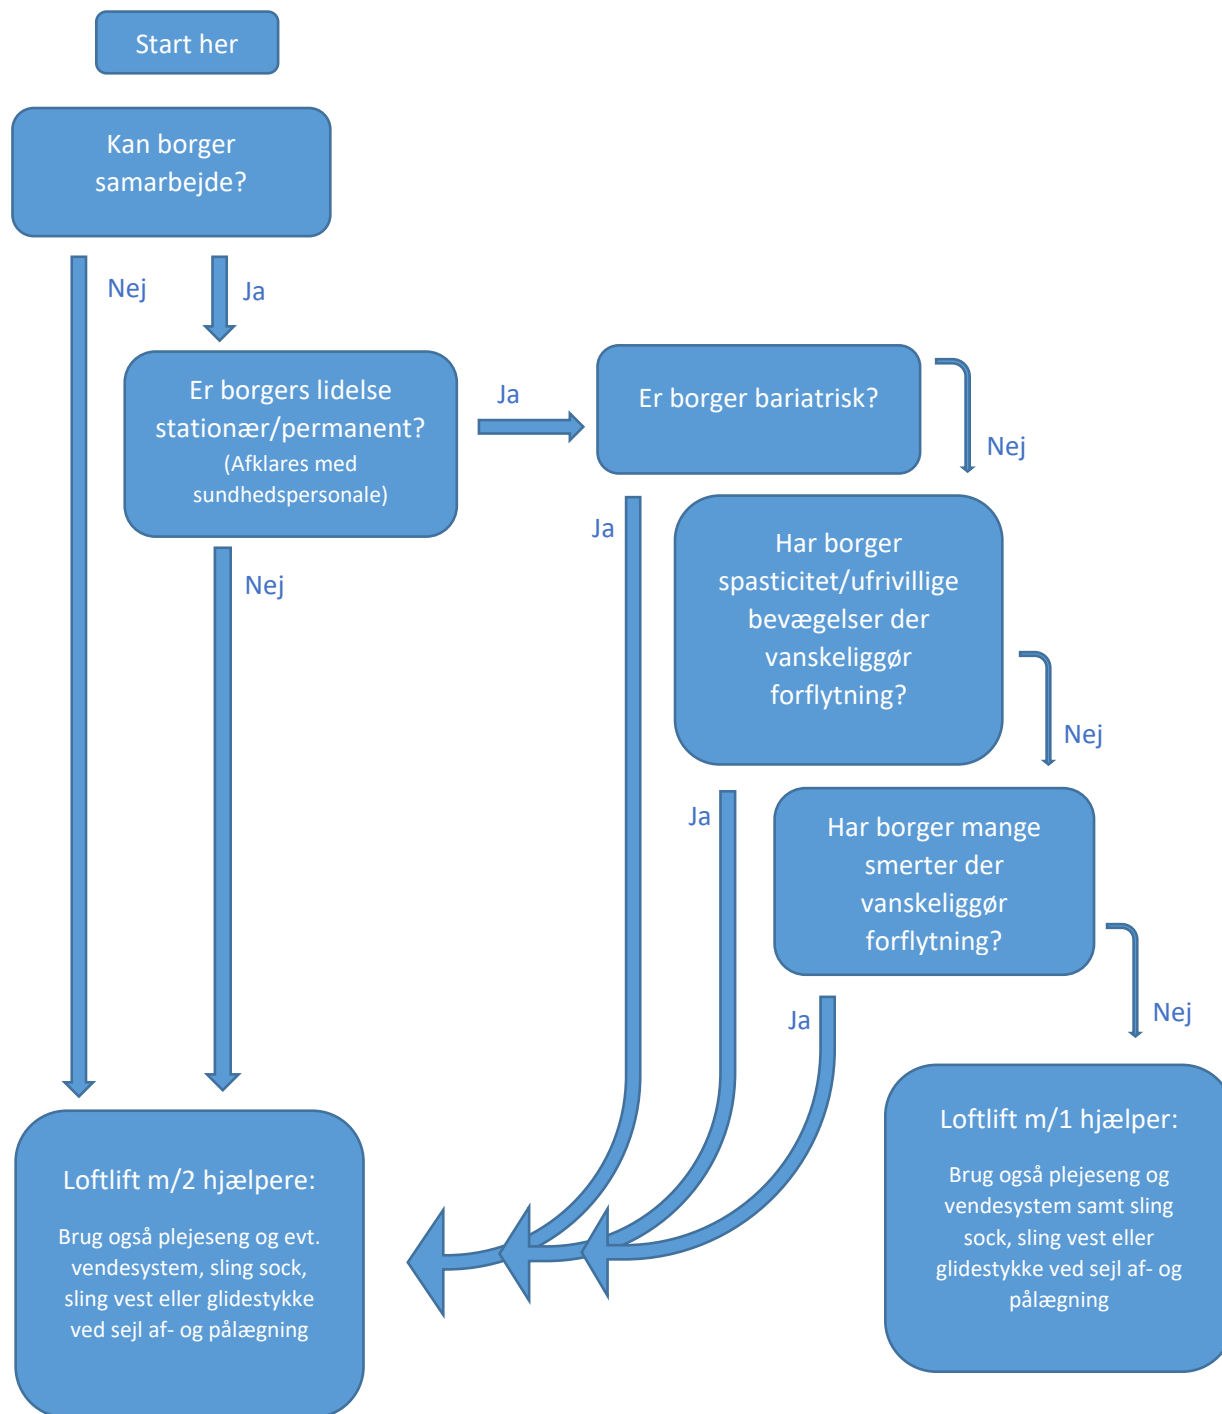 Start her
Kan borger
samarbejde?
Nej
Ja
Er borgers lidelse
stationær/permanent?
(Afklares med
sundhedspersonale)
Ja
Er borger bariatrisk?
Nej
Ja
Nej
Har borger
spasticitet/ufrivillige
bevægelser der
vanskeliggør
forflytning?
Nej
Ja
Har borger mange
smerter der
vanskeliggør
forflytning?
Ja
Nej
Loftlift m/2 hjælpere:
Brug også plejeseng og evt.
vendesystem, sling sock,
sling vest eller glidestykke
ved sejl af- og pålægning
Loftlift m/1 hjælper:
Brug også plejeseng og
vendesystem samt sling
sock, sling vest eller
glidestykke ved sejl af- og
pålægning